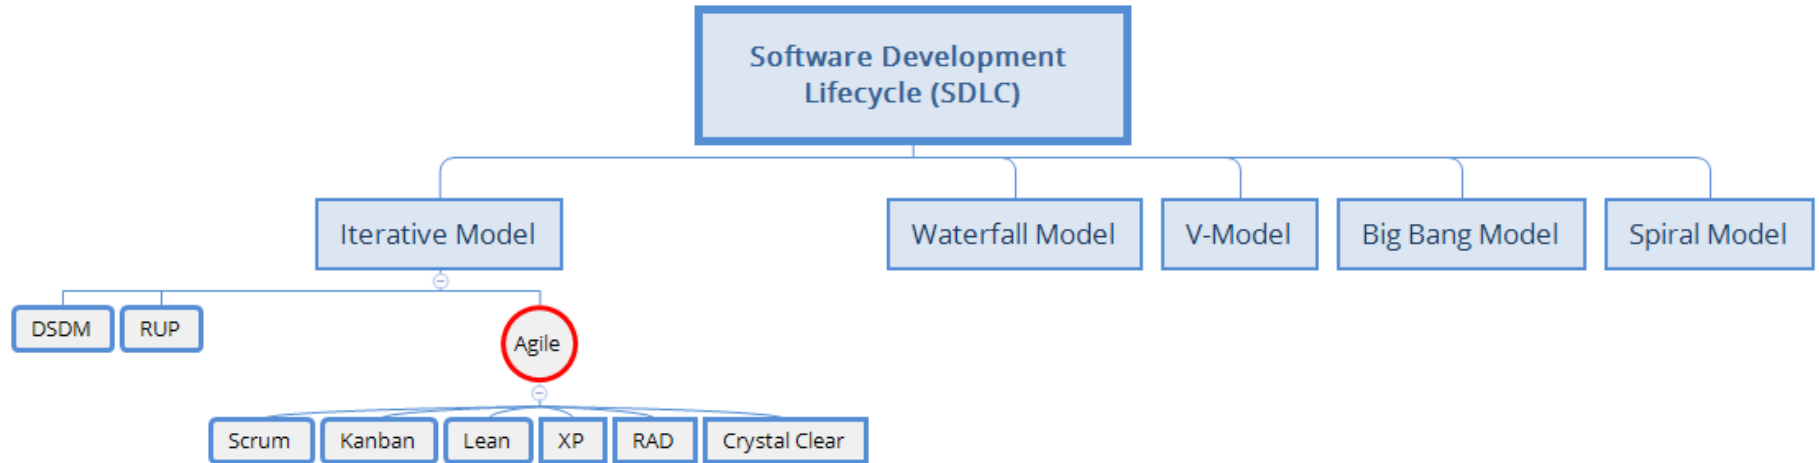 Software Development
Lifecycle (SDLC)
Iterative Model
Waterfall Model
V-Model
Big Bang Model
Spiral Model
DSDM
RUP
Agile
Scrum
Kanban
Lean
XP
RAD
Crystal Clear